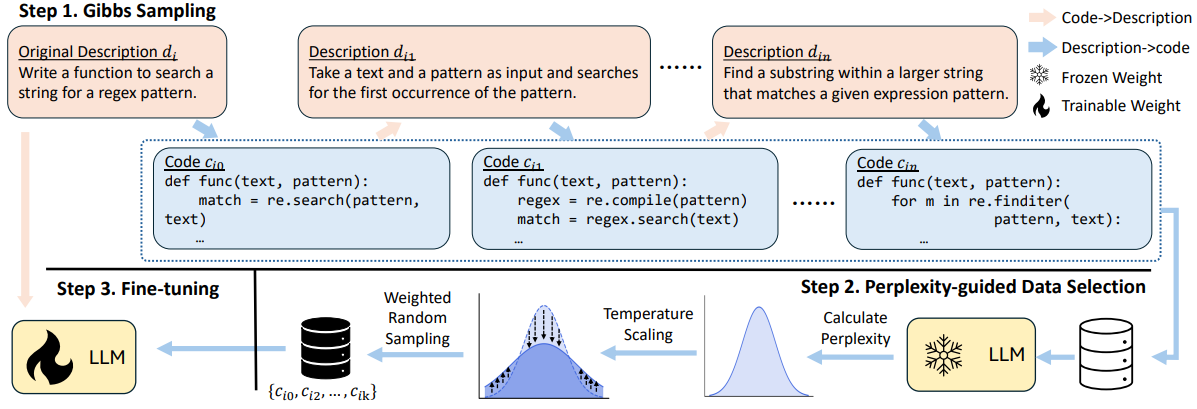 Step 1. Gibbs Sampling
Original Description d_i
Write a function to search a
string for a regex pattern.
Description d_{i1}
Take a text and a pattern as input and searches
for the first occurrence of the pattern.
......
Description d_{in}
Find a substring within a larger string
that matches a given expression pattern.
Code->Description
Description->code
Frozen Weight
Trainable Weight
Code c_{i0}
def func(text, pattern):
    match = re.search(pattern,
text)
    …
Code c_{i1}
def func(text, pattern):
    regex = re.compile(pattern)
    match = regex.search(text)
    …
......
Code c_{in}
def func(text, pattern):
    for m in re.finditer(
            pattern, text):
    …
Step 3. Fine-tuning
LLM
{c_{i0}, c_{i2}, … , c_{ik}}
Weighted
Random
Sampling
Temperature
Scaling
Step 2. Perplexity-guided Data Selection
Calculate
Perplexity
LLM